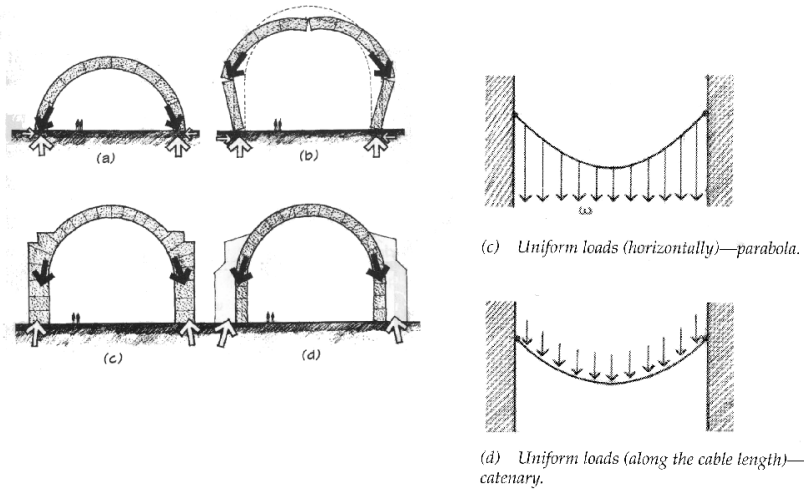 (a)
(b)
(c)
(d)
ω
(c) Uniform loads (horizontally)—parabola.
(d) Uniform loads (along the cable length)—
catenary.